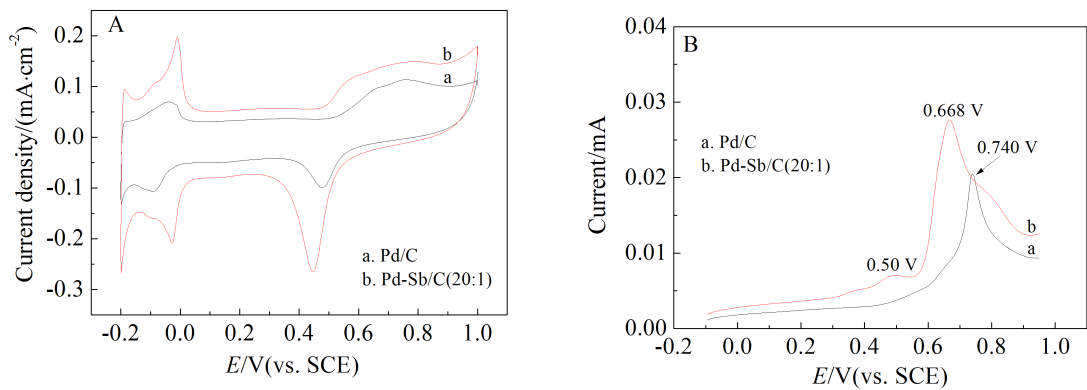 A
b
a
a. Pd/C
b. Pd-Sb/C(20:1)
0.2
0.1
0.0
-0.1
-0.2
-0.3
-0.2 0.0 0.2 0.4 0.6 0.8 1.0
Current density/(mA·cm-2)
E/V(vs. SCE)
B
0.668 V
a. Pd/C
b. Pd-Sb/C(20:1)
0.740 V
0.50 V
b
a
0.04
0.03
0.02
0.01
0.00
-0.2 0.0 0.2 0.4 0.6 0.8 1.0
Current/mA
E/V(vs. SCE)